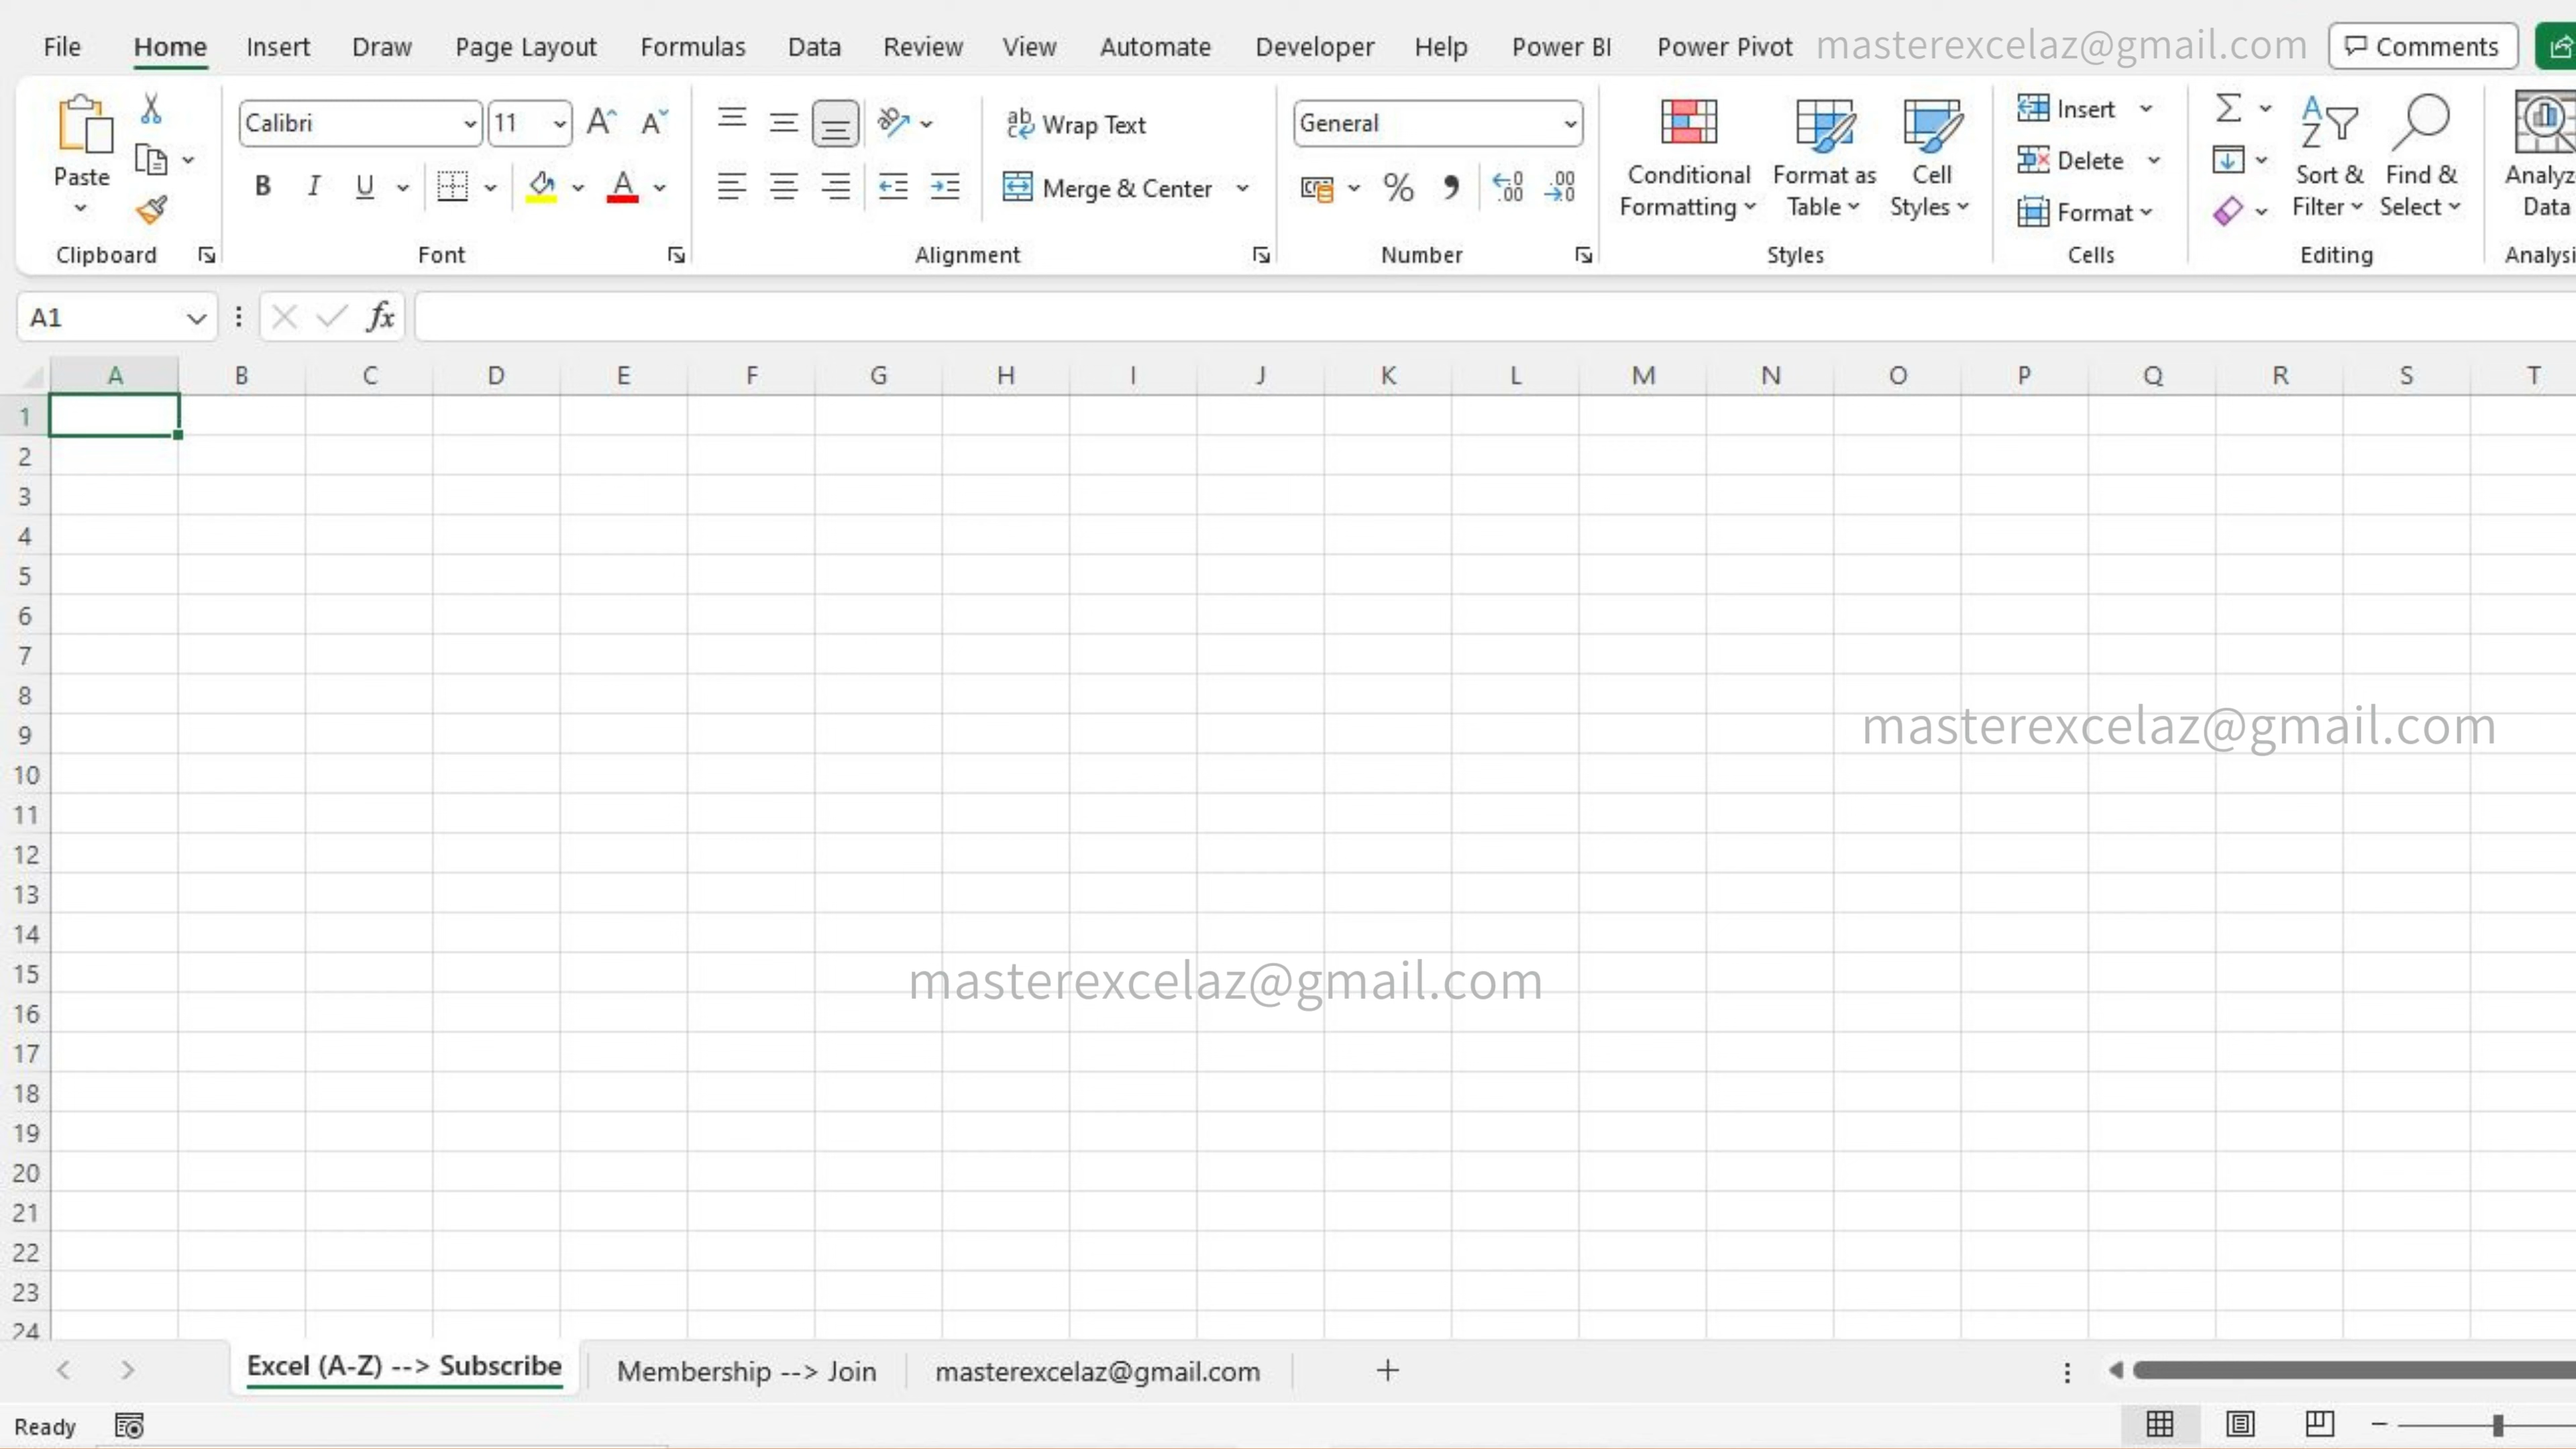 File Home Insert Draw Page Layout Formulas Data Review View Automate Developer Help Power BI Power Pivot masterexcelaz@gmail.com Comments
Calibri 11 Wrap Text General Insert
Paste Conditional Format as Cell Delete Sort & Find &
B I U Merge & Center % Formatting Table Styles Format Filter Select Data
Clipboard Font Alignment Number Styles Cells Editing
A1 fx
A B C D E F G H I J K L M N O P Q R S T
1
2
3
4
5
6
7
8
masterexcelaz@gmail.com
9
10
11
12
13
14
15
masterexcelaz@gmail.com
16
17
18
19
20
21
22
23
24
Excel (A-Z) --> Subscribe Membership --> Join masterexcelaz@gmail.com
Ready